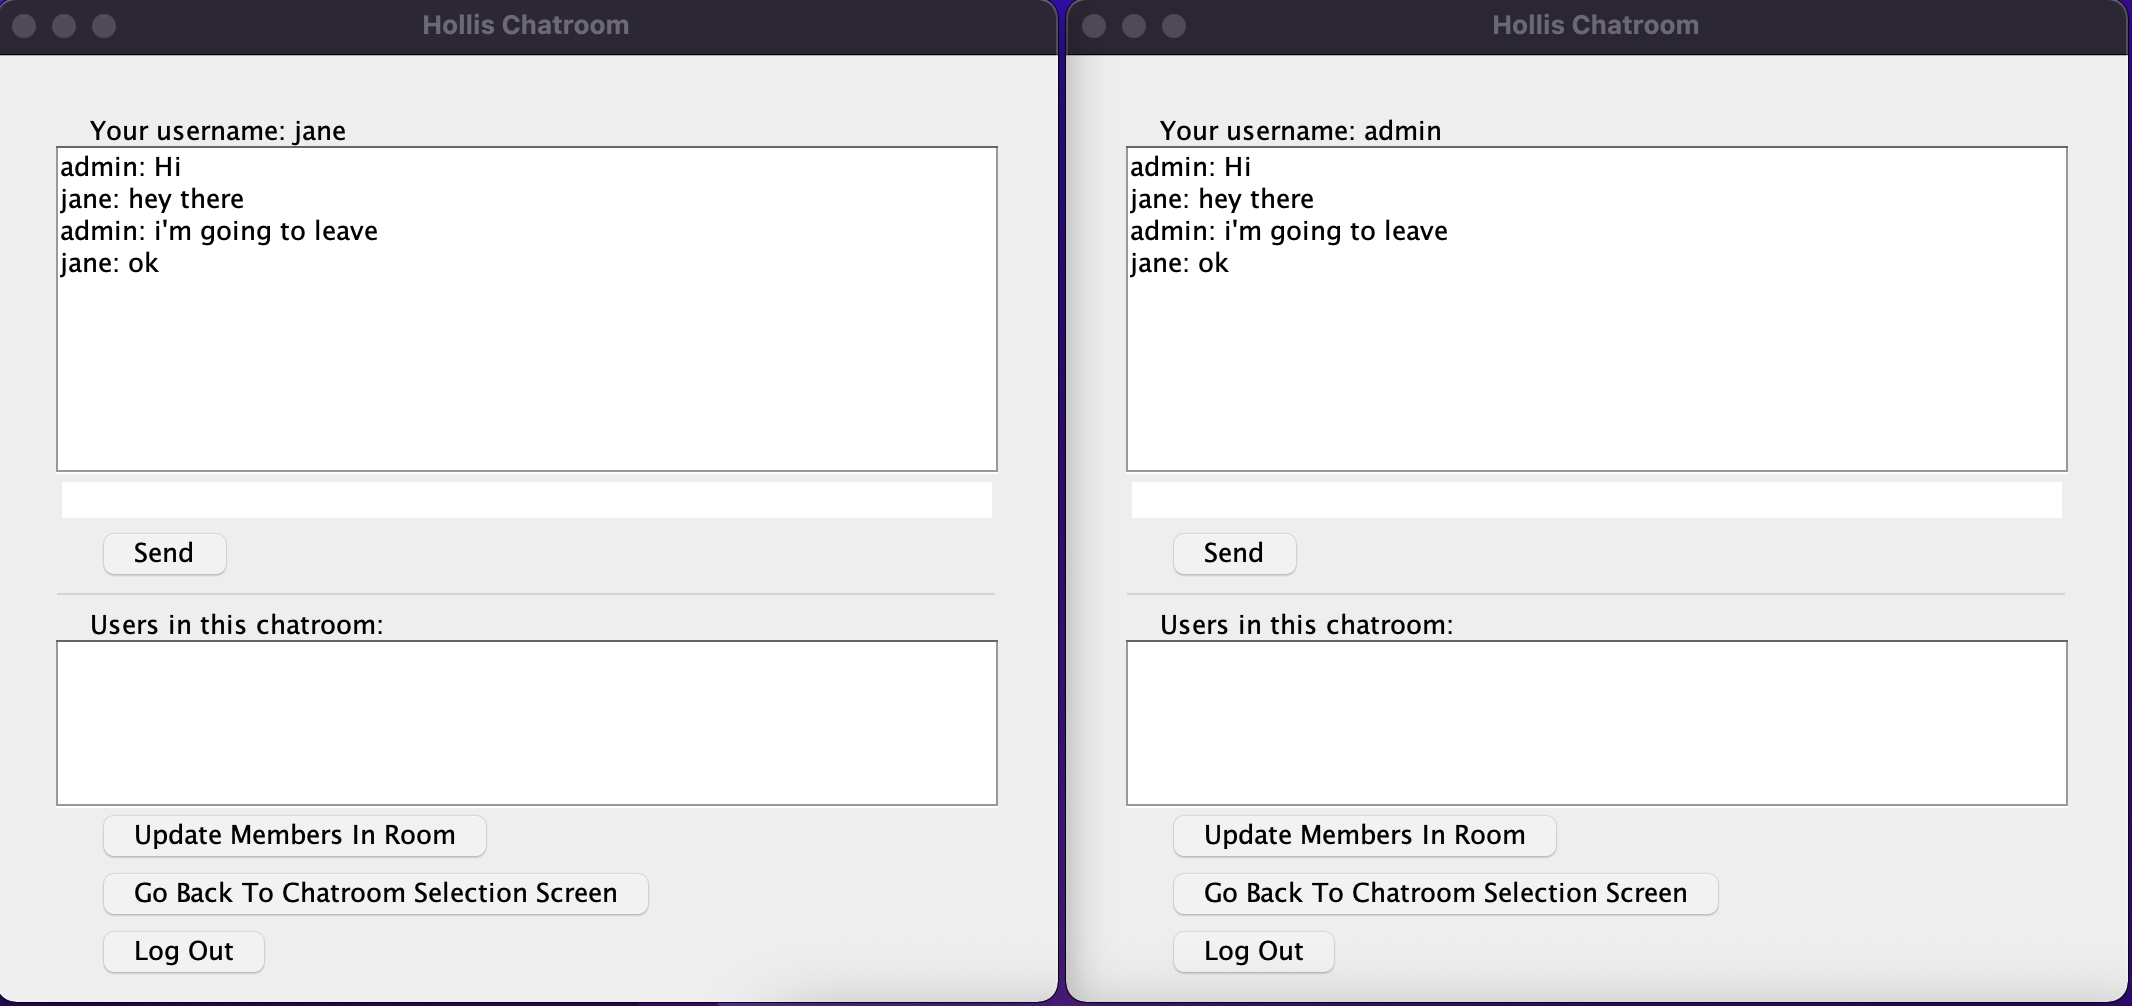 Hollis Chatroom
Your username: jane
admin: Hi
jane: hey there
admin: i'm going to leave
jane: ok
Send
Users in this chatroom:
Update Members In Room
Go Back To Chatroom Selection Screen
Log Out
Hollis Chatroom
Your username: admin
admin: Hi
jane: hey there
admin: i'm going to leave
jane: ok
Send
Users in this chatroom:
Update Members In Room
Go Back To Chatroom Selection Screen
Log Out